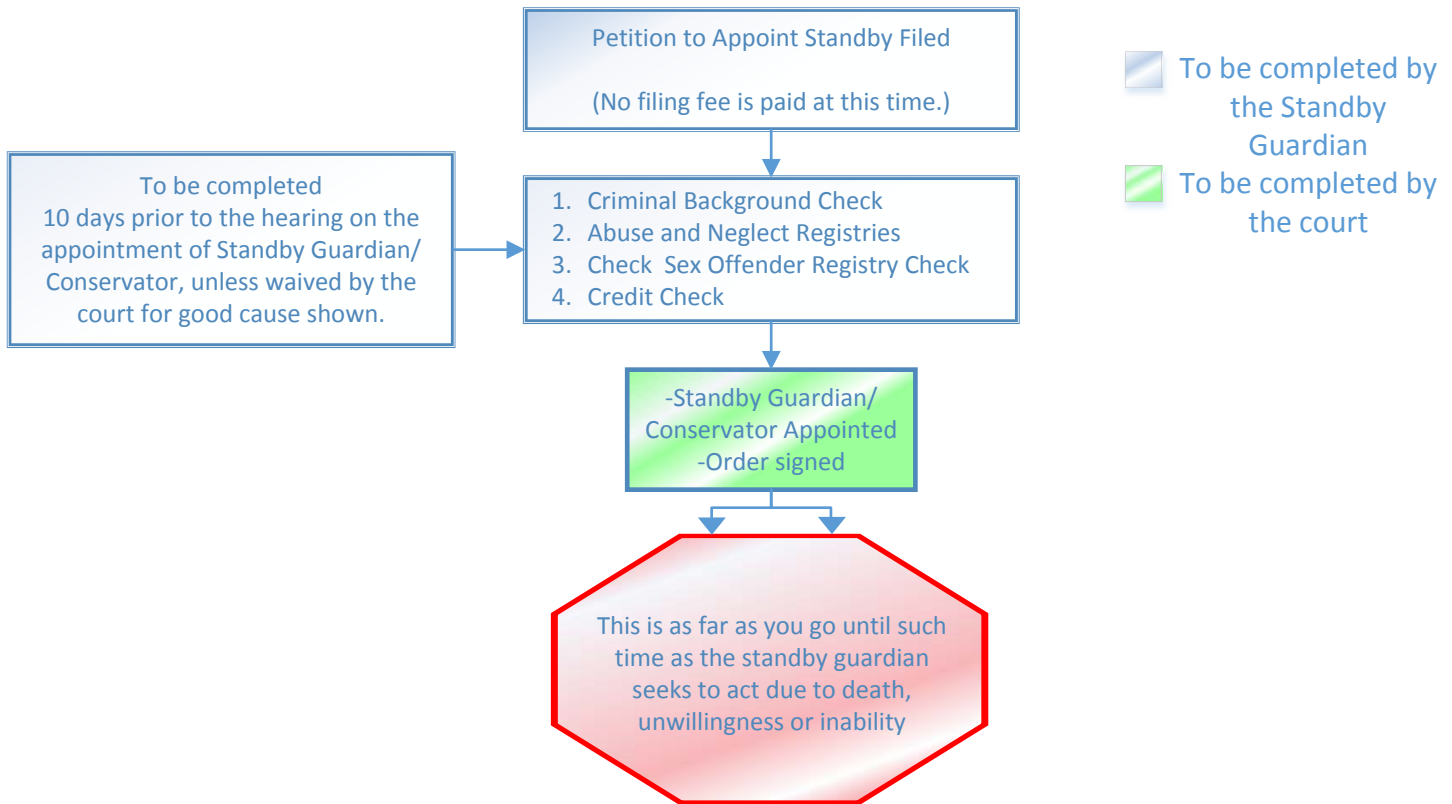 Petition to Appoint Standby Filed
(No filing fee is paid at this time.)
To be completed by
the Standby
Guardian
To be completed by
the court
To be completed
10 days prior to the hearing on the
appointment of Standby Guardian/
Conservator, unless waived by the
court for good cause shown.
1. Criminal Background Check
2. Abuse and Neglect Registries
3. Check Sex Offender Registry Check
4. Credit Check
-Standby Guardian/
Conservator Appointed
-Order signed
This is as far as you go until such
time as the standby guardian
seeks to act due to death,
unwillingness or inability